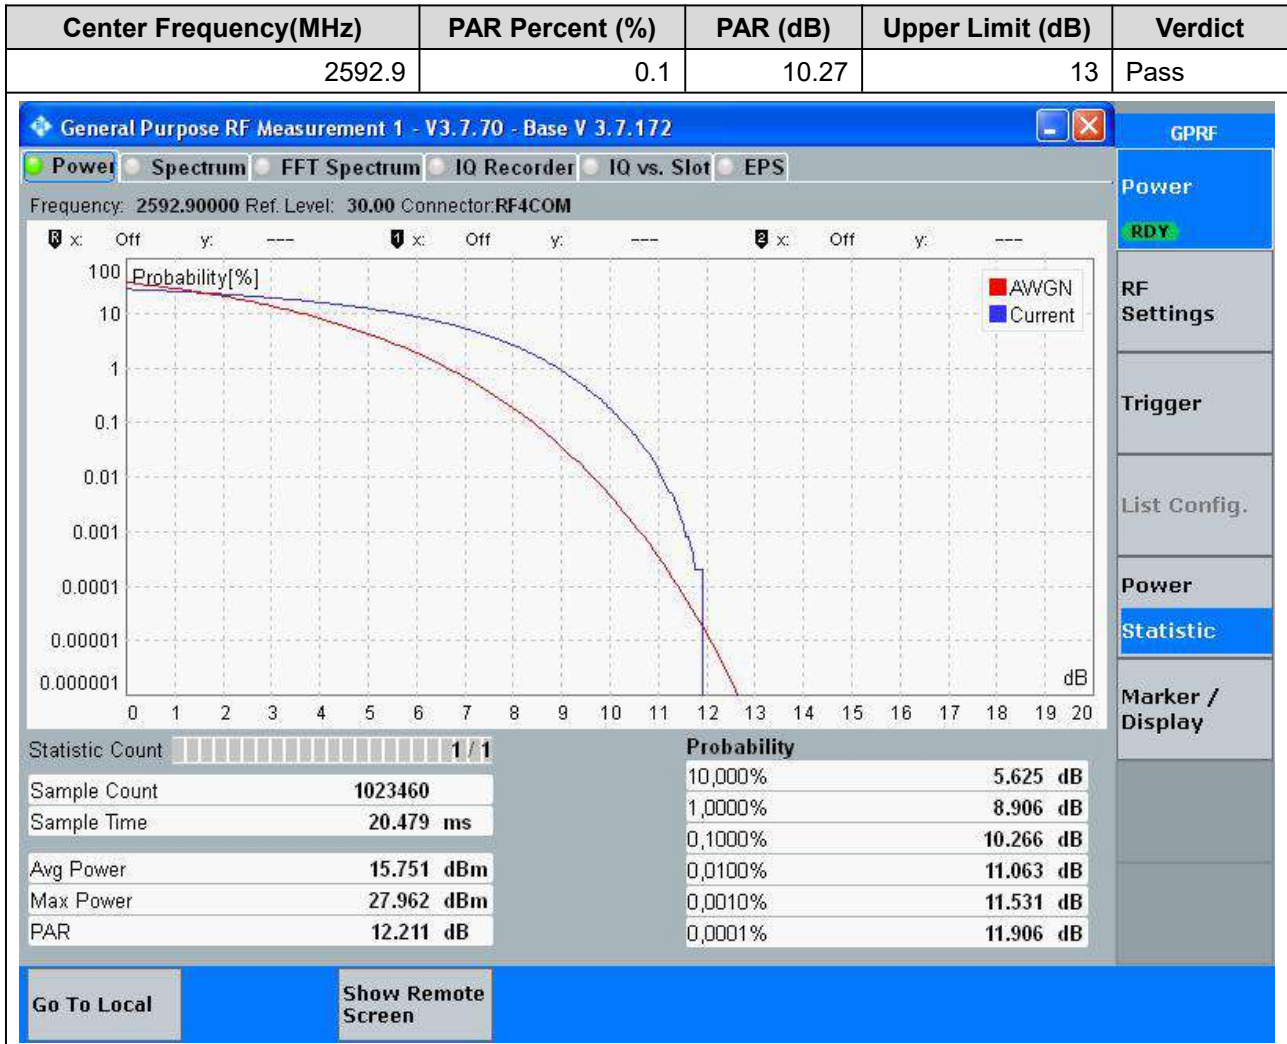 Center Frequency(MHz) PAR Percent (%) PAR (dB) Upper Limit (dB) Verdict
2592.9 0.1 10.27 13 Pass
General Purpose RF Measurement 1 - V3.7.70 - Base V 3.7.172
GPRF
Power Spectrum FFT Spectrum IQ Recorder IQ vs. Slot EPS
Power
RDY
Frequency: 2592.90000 Ref. Level: 30.00 Connector:RF4COM
R x: Off y: --- 1 x: Off y: --- 2 x: Off y: ---
Probability[%]
AWGN
Current
100
10
1
0.1
0.01
0.001
0.0001
0.00001
0.000001
dB
0 1 2 3 4 5 6 7 8 9 10 11 12 13 14 15 16 17 18 19 20
RF
Settings
Trigger
List Config.
Power
Statistic
Marker /
Display
Statistic Count 1 / 1
Sample Count 1023460
Sample Time 20.479 ms
Avg Power 15.751 dBm
Max Power 27.962 dBm
PAR 12.211 dB
Probability
10,000% 5.625 dB
1,0000% 8.906 dB
0,1000% 10.266 dB
0,0100% 11.063 dB
0,0010% 11.531 dB
0,0001% 11.906 dB
Go To Local
Show Remote
Screen